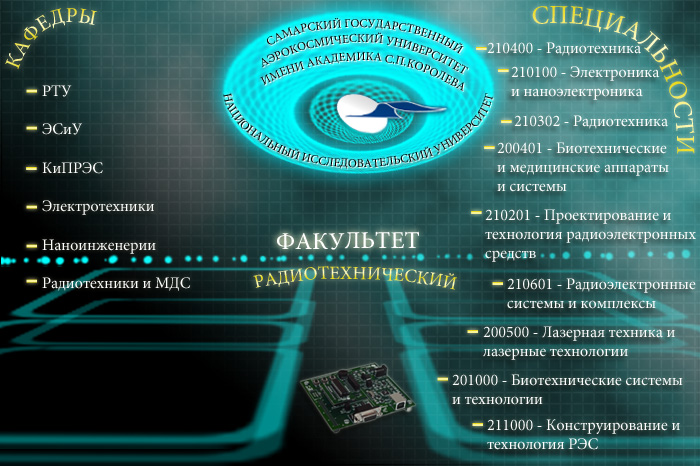 КАФЕДРЫ
РТУ
ЭСиУ
КиПРЭС
Электротехники
Наноинженерии
Радиотехники и МДС
САМАРСКИЙ ГОСУДАРСТВЕННЫЙ
АЭРОКОСМИЧЕСКИЙ УНИВЕРСИТЕТ
ИМЕНИ АКАДЕМИКА С.П.КОРОЛЕВА
НАЦИОНАЛЬНЫЙ ИССЛЕДОВАТЕЛЬСКИЙ УНИВЕРСИТЕТ
ФАКУЛЬТЕТ
РАДИОТЕХНИЧЕСКИЙ
СПЕЦИАЛЬНОСТИ
210400 - Радиотехника
210100 - Электроника
и наноэлектроника
210302 - Радиотехника
200401 - Биотехнические
и медицинские аппараты
и системы
210201 - Проектирование и
технология радиоэлектронных
средств
210601 - Радиоэлектронные
системы и комплексы
200500 - Лазерная техника и
лазерные технологии
201000 - Биотехнические системы
и технологии
211000 - Конструирование и
технология РЭС